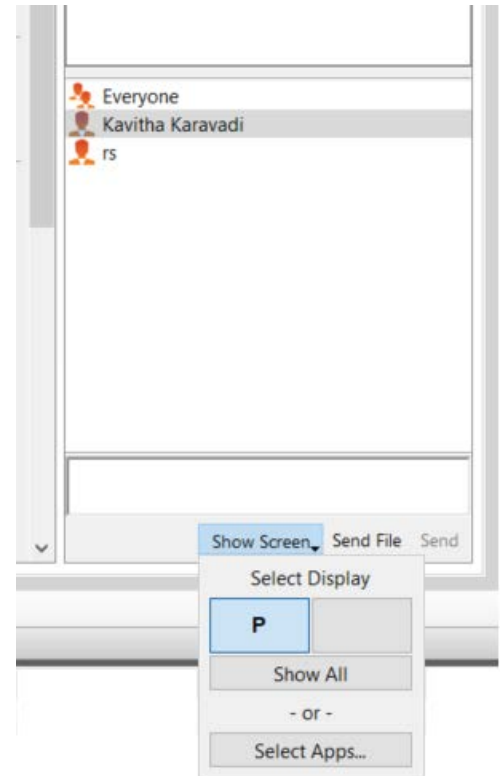 Everyone
Kavitha Karavadi
rs
Show Screen Send File Send
Select Display
P
Show All
- or -
Select Apps...